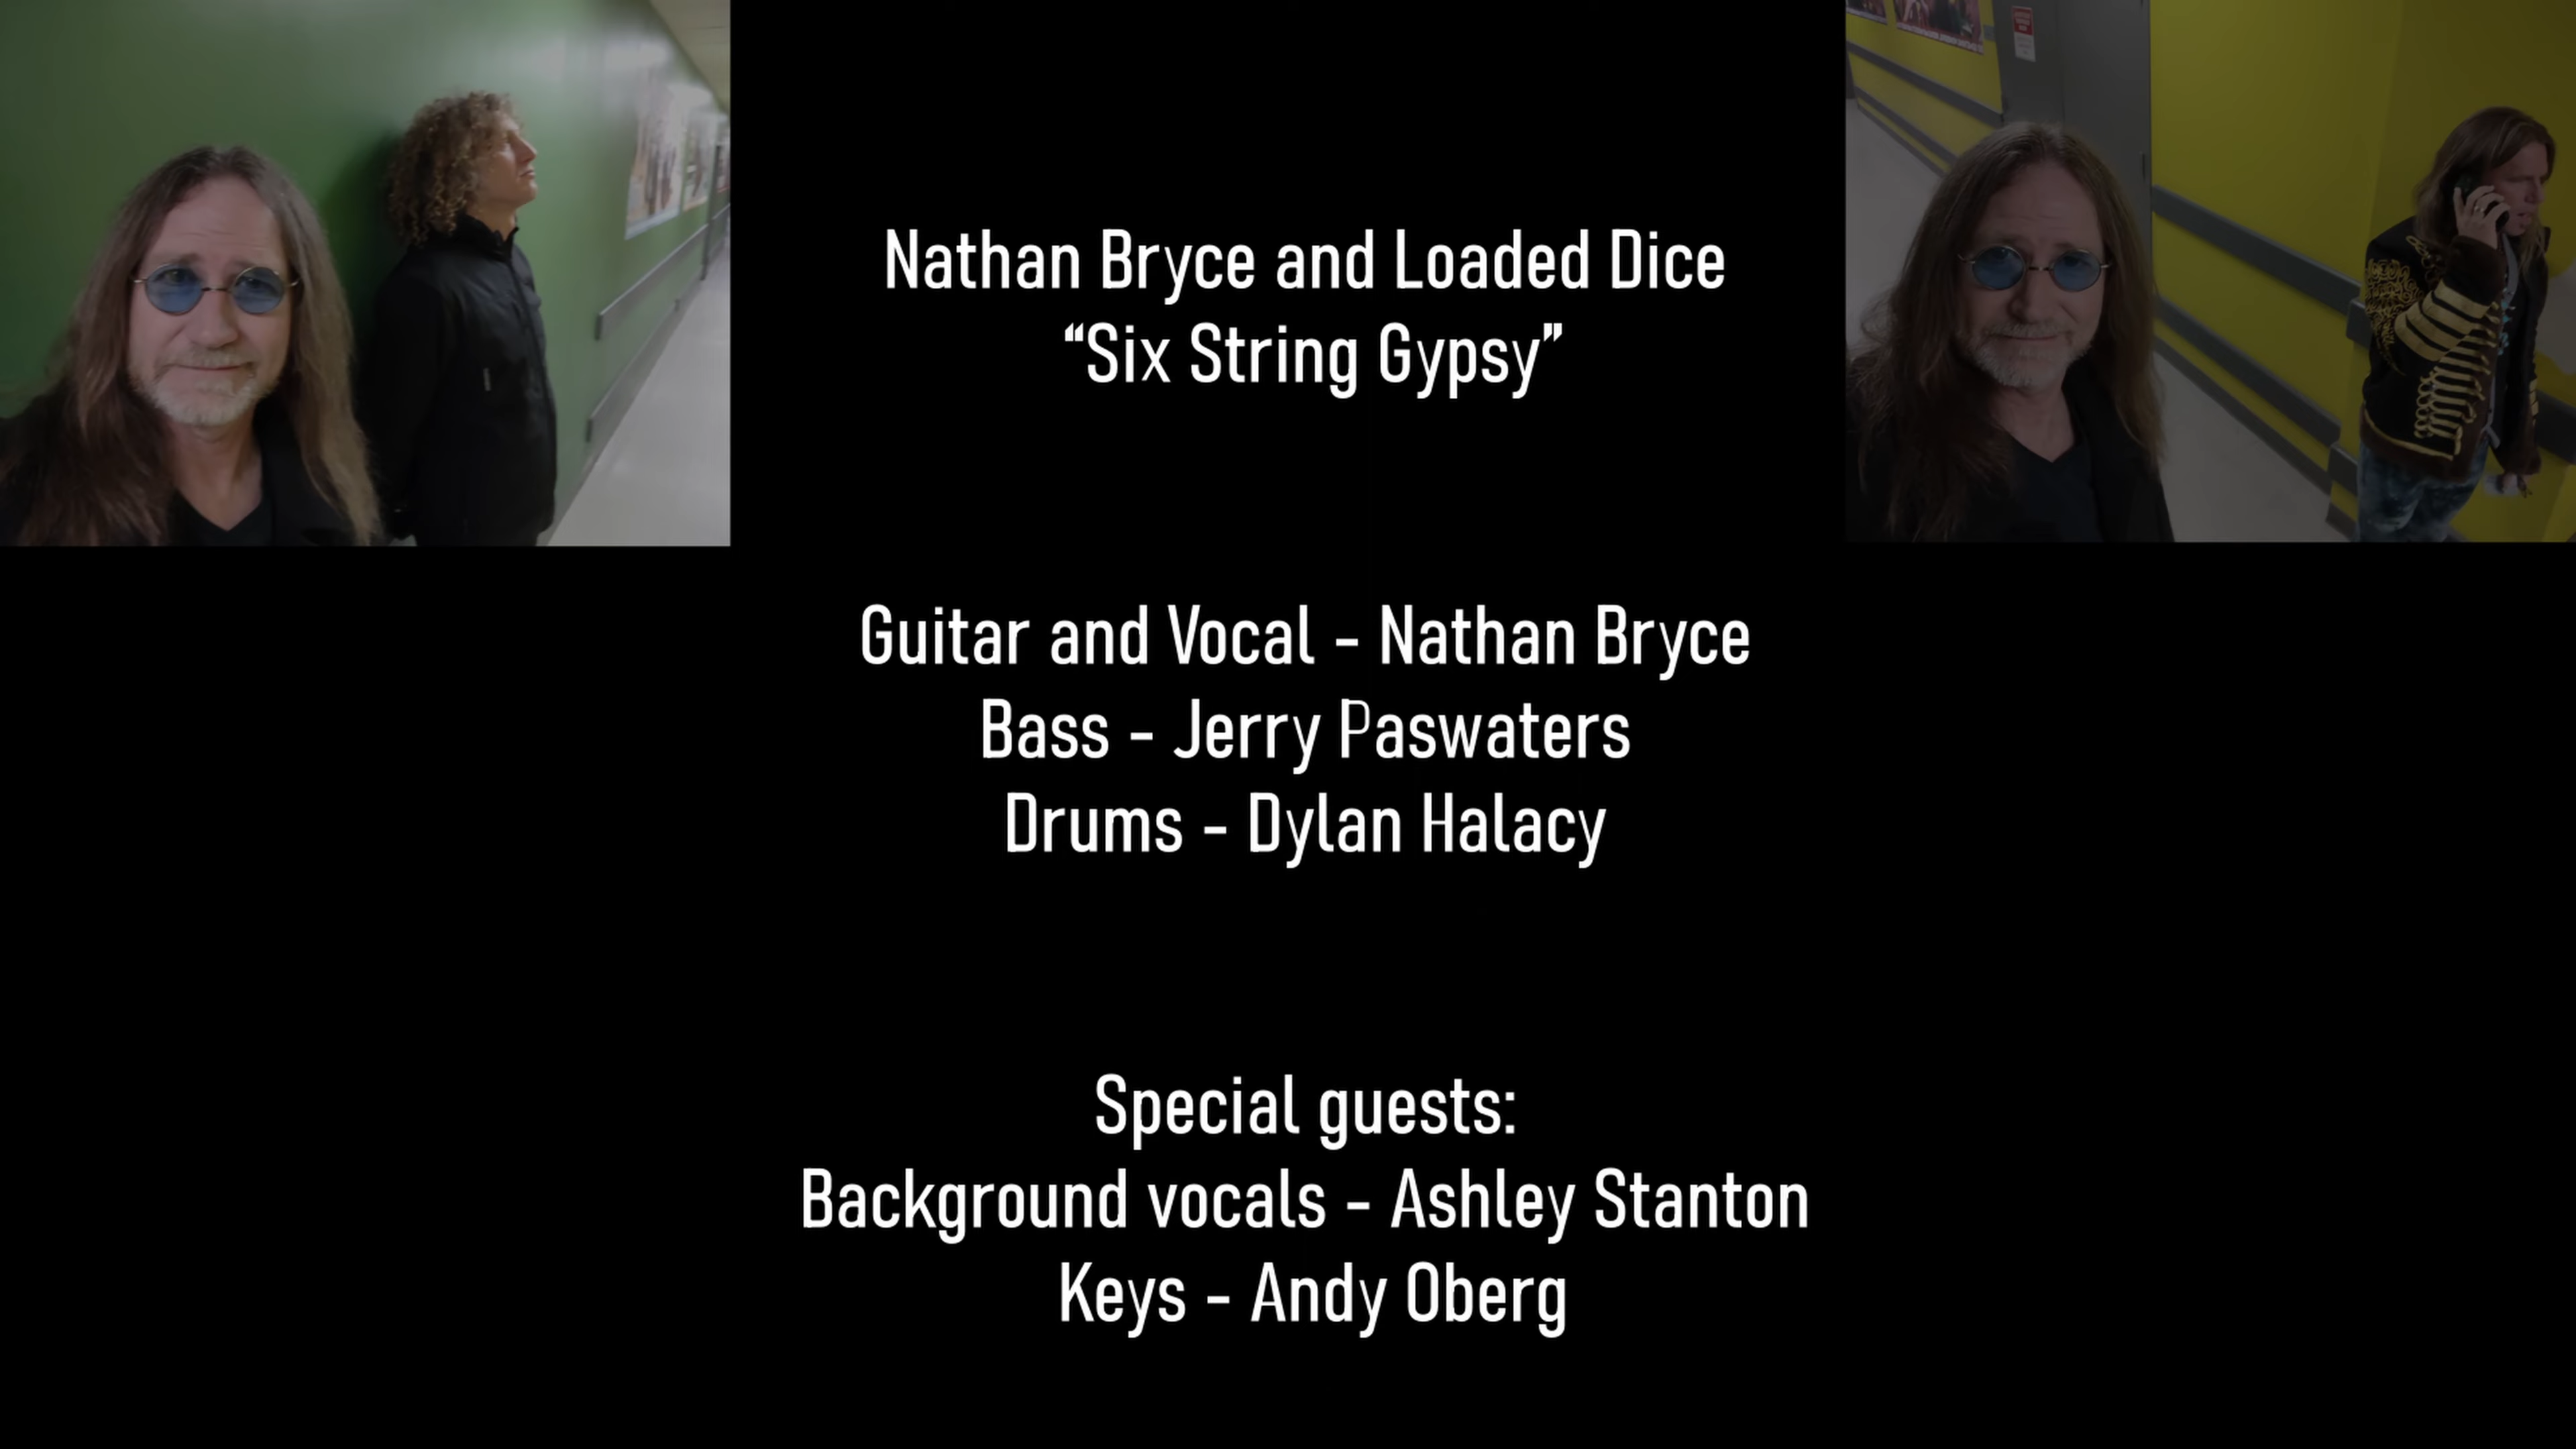 Nathan Bryce and Loaded Dice
“Six String Gypsy”
Guitar and Vocal - Nathan Bryce
Bass - Jerry Paswaters
Drums - Dylan Halacy
Special guests:
Background vocals - Ashley Stanton
Keys - Andy Oberg